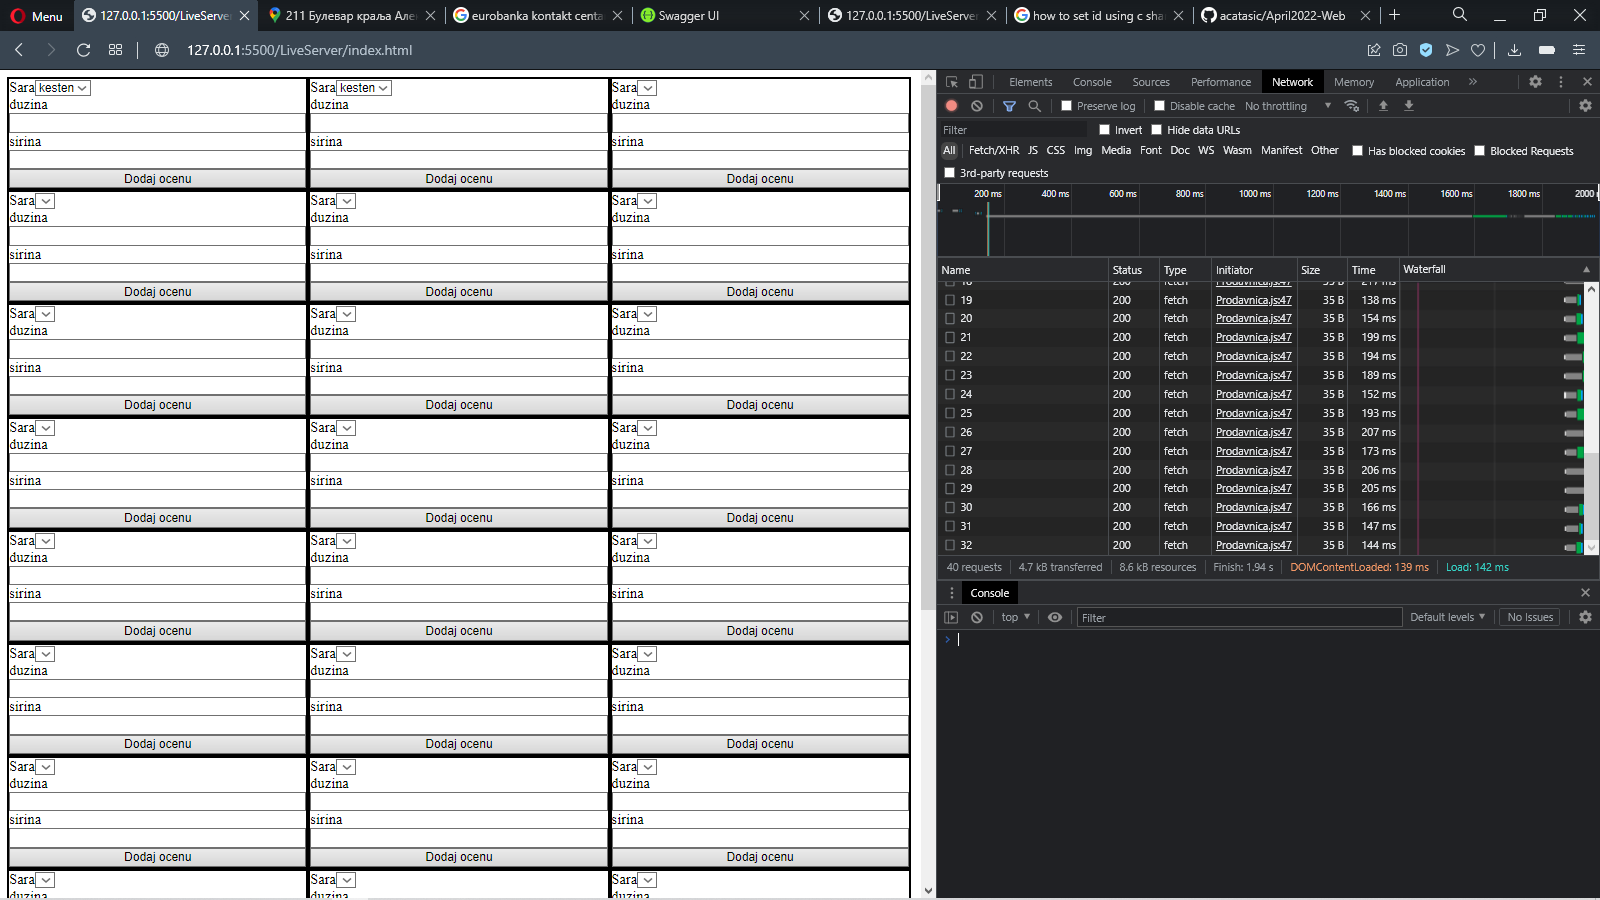 Menu
127.0.0.1:5500/LiveServer
211 Булевар краља Але
eurobanka kontakt centa
Swagger UI
127.0.0.1:5500/LiveServer
how to set id using c sha
acatasic/April2022-Web
127.0.0.1:5500/LiveServer/index.html
Sara kesten Sara kesten Sara
duzina duzina duzina
sirina sirina sirina
Dodaj ocenu Dodaj ocenu Dodaj ocenu
Sara Sara Sara
duzina duzina duzina
sirina sirina sirina
Dodaj ocenu Dodaj ocenu Dodaj ocenu
Sara Sara Sara
duzina duzina duzina
sirina sirina sirina
Dodaj ocenu Dodaj ocenu Dodaj ocenu
Sara Sara Sara
duzina duzina duzina
sirina sirina sirina
Dodaj ocenu Dodaj ocenu Dodaj ocenu
Sara Sara Sara
duzina duzina duzina
sirina sirina sirina
Dodaj ocenu Dodaj ocenu Dodaj ocenu
Sara Sara Sara
duzina duzina duzina
sirina sirina sirina
Dodaj ocenu Dodaj ocenu Dodaj ocenu
Sara Sara Sara
duzina duzina duzina
sirina sirina sirina
Dodaj ocenu Dodaj ocenu Dodaj ocenu
Sara Sara Sara
duzina duzina duzina
Elements Console Sources Performance Network Memory Application »
Preserve log Disable cache No throttling
Filter Invert Hide data URLs
All Fetch/XHR JS CSS Img Media Font Doc WS Wasm Manifest Other Has blocked cookies Blocked Requests
3rd-party requests
200 ms 400 ms 600 ms 800 ms 1000 ms 1200 ms 1400 ms 1600 ms 1800 ms 2000
Name Status Type Initiator Size Time Waterfall
18 200 fetch Prodavnica.js:47 35 B 217 ms
19 200 fetch Prodavnica.js:47 35 B 138 ms
20 200 fetch Prodavnica.js:47 35 B 154 ms
21 200 fetch Prodavnica.js:47 35 B 199 ms
22 200 fetch Prodavnica.js:47 35 B 194 ms
23 200 fetch Prodavnica.js:47 35 B 189 ms
24 200 fetch Prodavnica.js:47 35 B 152 ms
25 200 fetch Prodavnica.js:47 35 B 193 ms
26 200 fetch Prodavnica.js:47 35 B 207 ms
27 200 fetch Prodavnica.js:47 35 B 173 ms
28 200 fetch Prodavnica.js:47 35 B 206 ms
29 200 fetch Prodavnica.js:47 35 B 205 ms
30 200 fetch Prodavnica.js:47 35 B 166 ms
31 200 fetch Prodavnica.js:47 35 B 147 ms
32 200 fetch Prodavnica.js:47 35 B 144 ms
40 requests 4.7 kB transferred 8.6 kB resources Finish: 1.94 s DOMContentLoaded: 139 ms Load: 142 ms
Console
top Filter Default levels No Issues